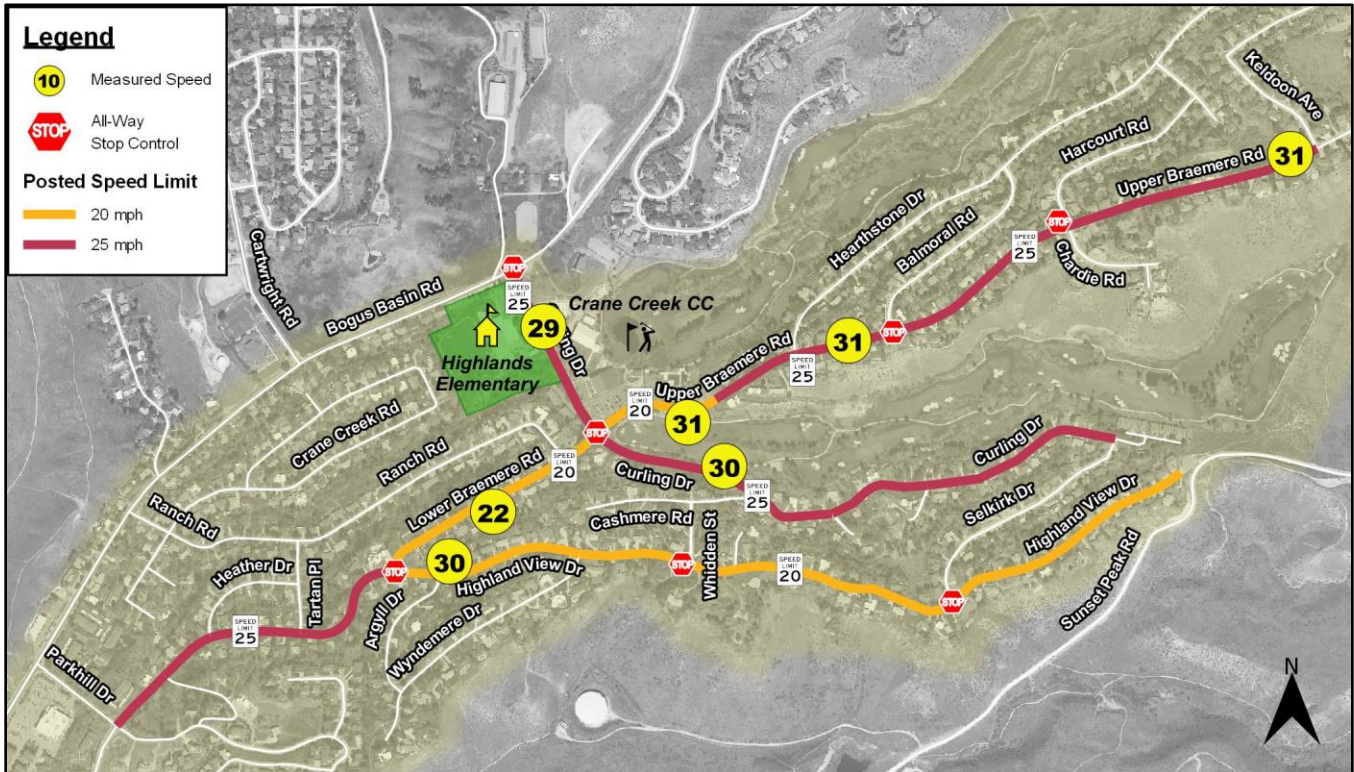 Legend
10
Measured Speed
STOP
All-Way
Stop Control
Posted Speed Limit
20 mph
25 mph
Keldoon Ave
Harcourt Rd
Upper Braemere Rd
31
Hearthstone Dr
Balmoral Rd
STOP
Chardie Rd
SPEED
LIMIT
25
Cartwright Rd
Bogus Basin Rd
STOP
SPEED
LIMIT
25
29
Crane Creek CC
Highlands
Elementary
31
STOP
SPEED
LIMIT
25
Upper Braemere Rd
SPEED
LIMIT
20
31
STOP
Crane Creek Rd
Ranch Rd
Lower Braemere Rd
SPEED
LIMIT
20
Curling Dr
30
SPEED
LIMIT
25
Curling Dr
Selkirk Dr
Highland View Dr
Sunset Peak Rd
22
Cashmere Rd
Whidden St
Ranch Rd
30
STOP
Highland View Dr
STOP
SPEED
LIMIT
20
STOP
Heather Dr
Tartan Pl
Argyll Dr
Wyndemere Dr
SPEED
LIMIT
25
Parkhill Dr
N